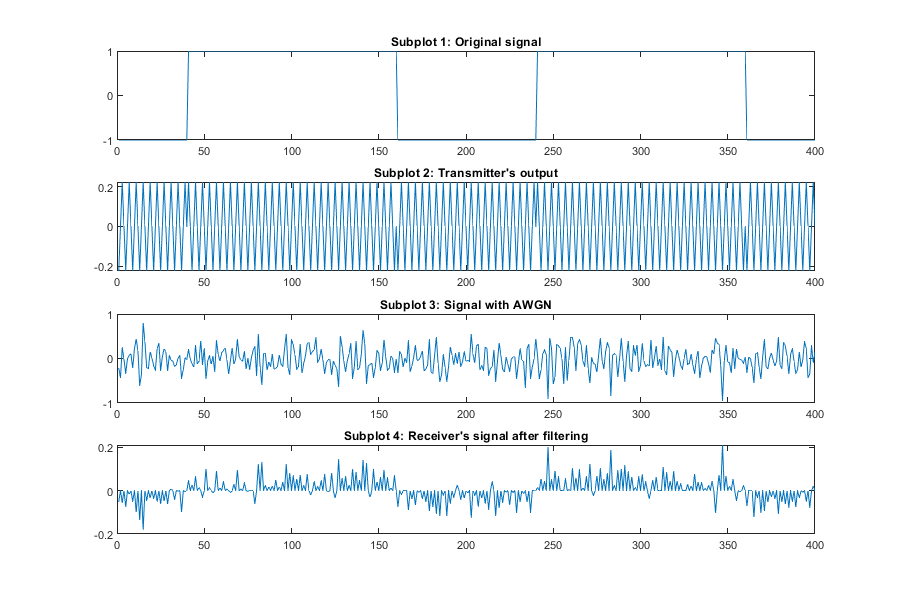 Subplot 1: Original signal
1
0
-1
0 50 100 150 200 250 300 350 400
Subplot 2: Transmitter's output
0.2
0
-0.2
0 50 100 150 200 250 300 350 400
Subplot 3: Signal with AWGN
1
0
-1
0 50 100 150 200 250 300 350 400
Subplot 4: Receiver's signal after filtering
0.2
0
-0.2
0 50 100 150 200 250 300 350 400